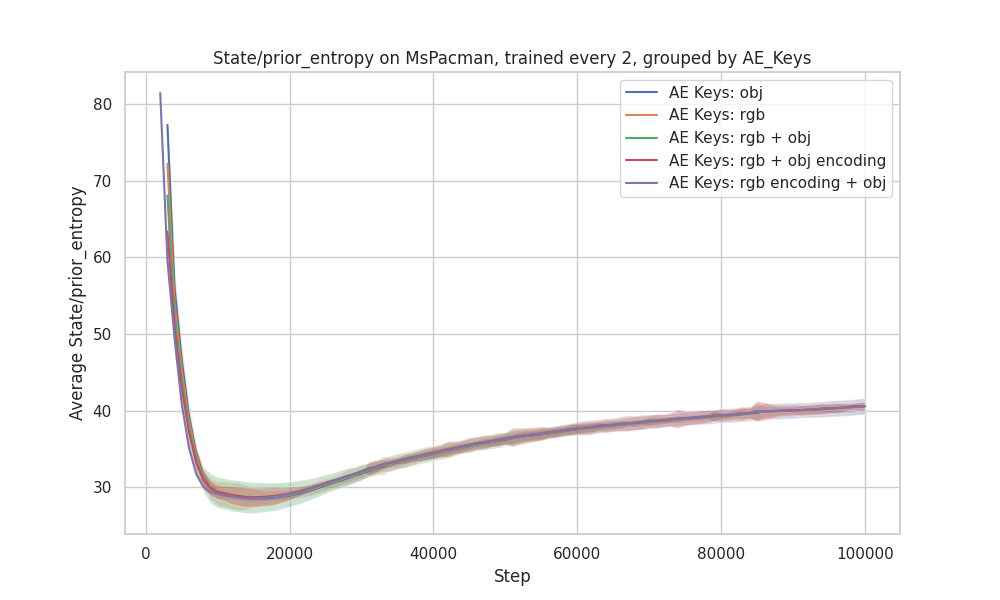 State/prior_entropy on MsPacman, trained every 2, grouped by AE_Keys
AE Keys: obj
AE Keys: rgb
AE Keys: rgb + obj
AE Keys: rgb + obj encoding
AE Keys: rgb encoding + obj
Average State/prior_entropy
80
70
60
50
40
30
0
20000
40000
60000
80000
100000
Step